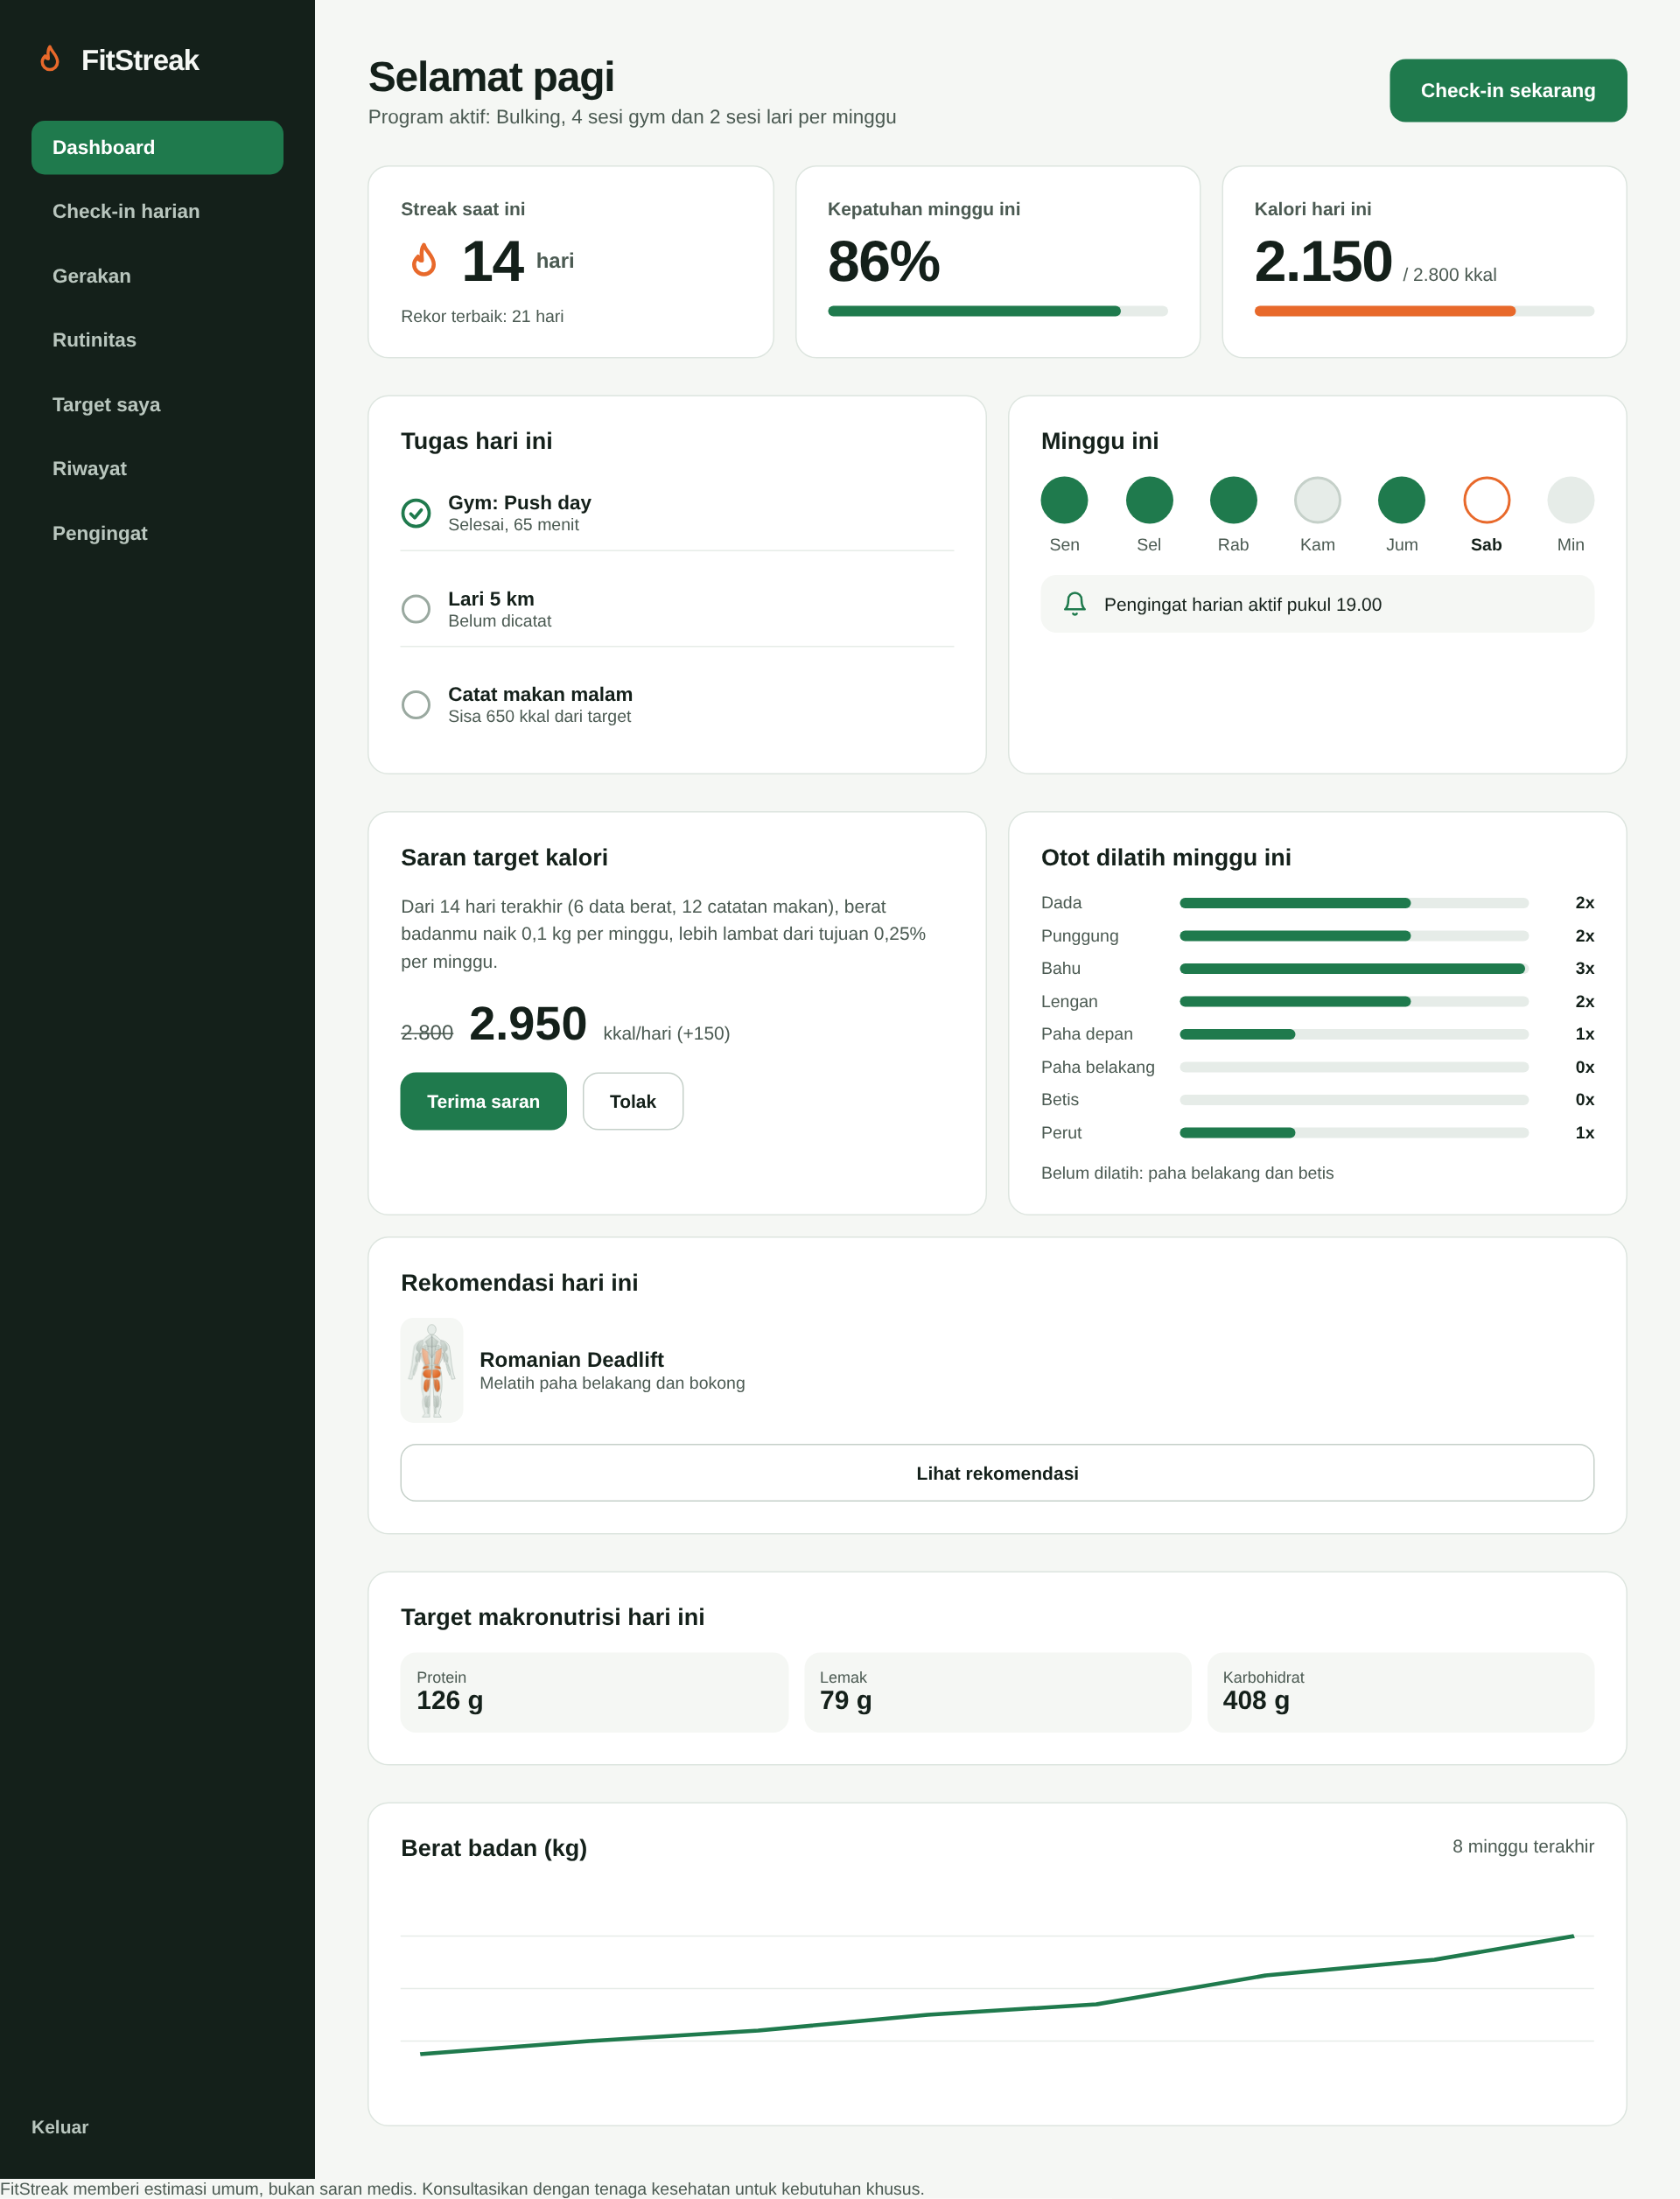 FitStreak
Dashboard
Check-in harian
Gerakan
Rutinitas
Target saya
Riwayat
Pengingat
Keluar
Selamat pagi
Program aktif: Bulking, 4 sesi gym dan 2 sesi lari per minggu
Check-in sekarang
Streak saat ini
14 hari
Rekor terbaik: 21 hari
Kepatuhan minggu ini
86%
Kalori hari ini
2.150 / 2.800 kkal
Tugas hari ini
Gym: Push day
Selesai, 65 menit
Lari 5 km
Belum dicatat
Catat makan malam
Sisa 650 kkal dari target
Minggu ini
Sen Sel Rab Kam Jum Sab Min
Pengingat harian aktif pukul 19.00
Saran target kalori
Dari 14 hari terakhir (6 data berat, 12 catatan makan), berat
badanmu naik 0,1 kg per minggu, lebih lambat dari tujuan 0,25%
per minggu.
2.800 2.950 kkal/hari (+150)
Terima saran Tolak
Otot dilatih minggu ini
Dada 2x
Punggung 2x
Bahu 3x
Lengan 2x
Paha depan 1x
Paha belakang 0x
Betis 0x
Perut 1x
Belum dilatih: paha belakang dan betis
Rekomendasi hari ini
Romanian Deadlift
Melatih paha belakang dan bokong
Lihat rekomendasi
Target makronutrisi hari ini
Protein
126 g
Lemak
79 g
Karbohidrat
408 g
Berat badan (kg)
8 minggu terakhir
FitStreak memberi estimasi umum, bukan saran medis. Konsultasikan dengan tenaga kesehatan untuk kebutuhan khusus.